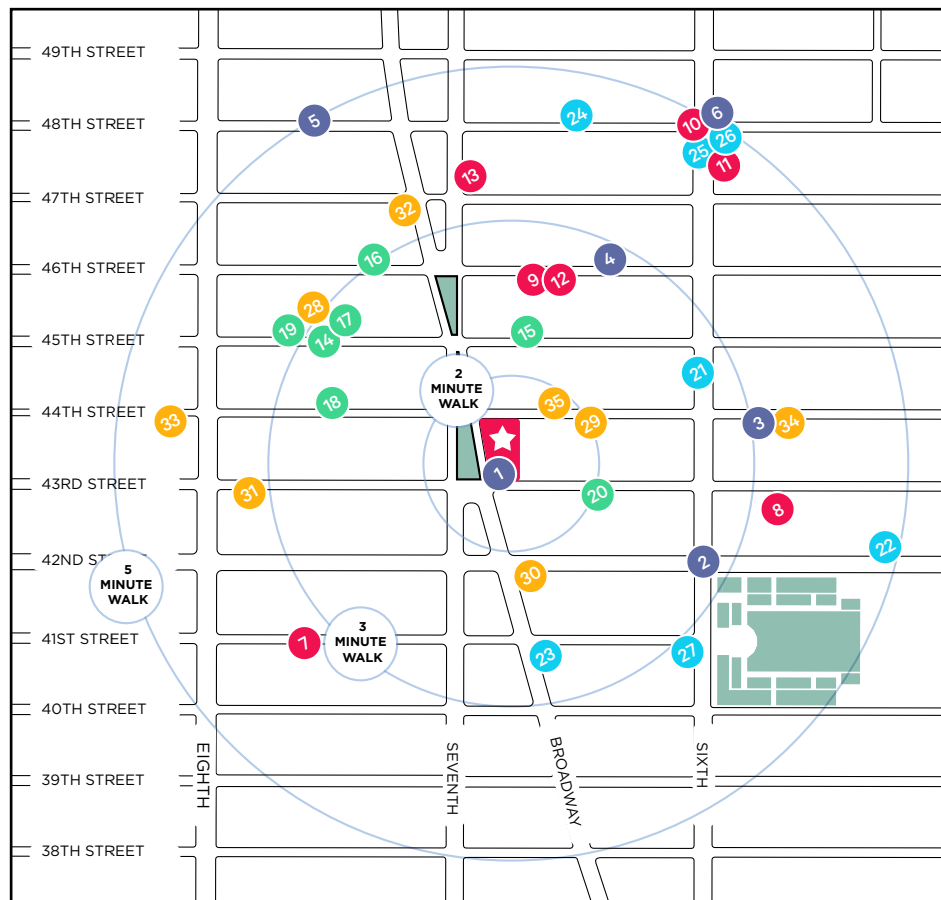 49TH STREET
24
6
5
48TH STREET
10
26
25
11
13
47TH STREET
32
16
4
46TH STREET
9
12
28
17
19
15
14
45TH STREET
21
2
MINUTE
WALK
18
35
44TH STREET
33
29
3
34
1
43RD STREET
31
20
8
22
42ND ST
2
5
MINUTE
WALK
30
3
MINUTE
WALK
41ST STREET
7
23
27
40TH STREET
EIGHTH
SEVENTH
BROADWAY
SIXTH
39TH STREET
38TH STREET